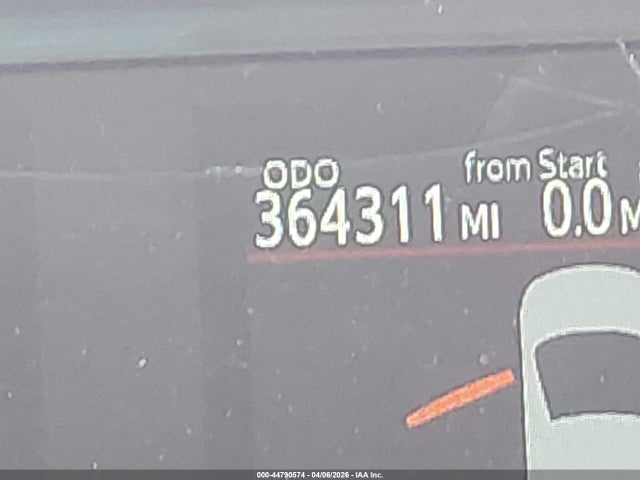 ODO from Start
364311 MI 0.0 M
000-44790574 - 04/06/2026 - IAA Inc.